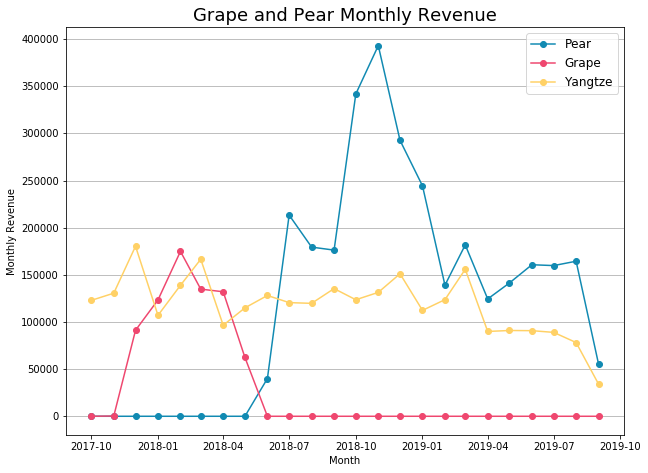 Grape and Pear Monthly Revenue
Pear
Grape
Yangtze
400000
350000
300000
250000
200000
150000
100000
50000
0
Monthly Revenue
2017-10 2018-01 2018-04 2018-07 2018-10 2019-01 2019-04 2019-07 2019-10
Month